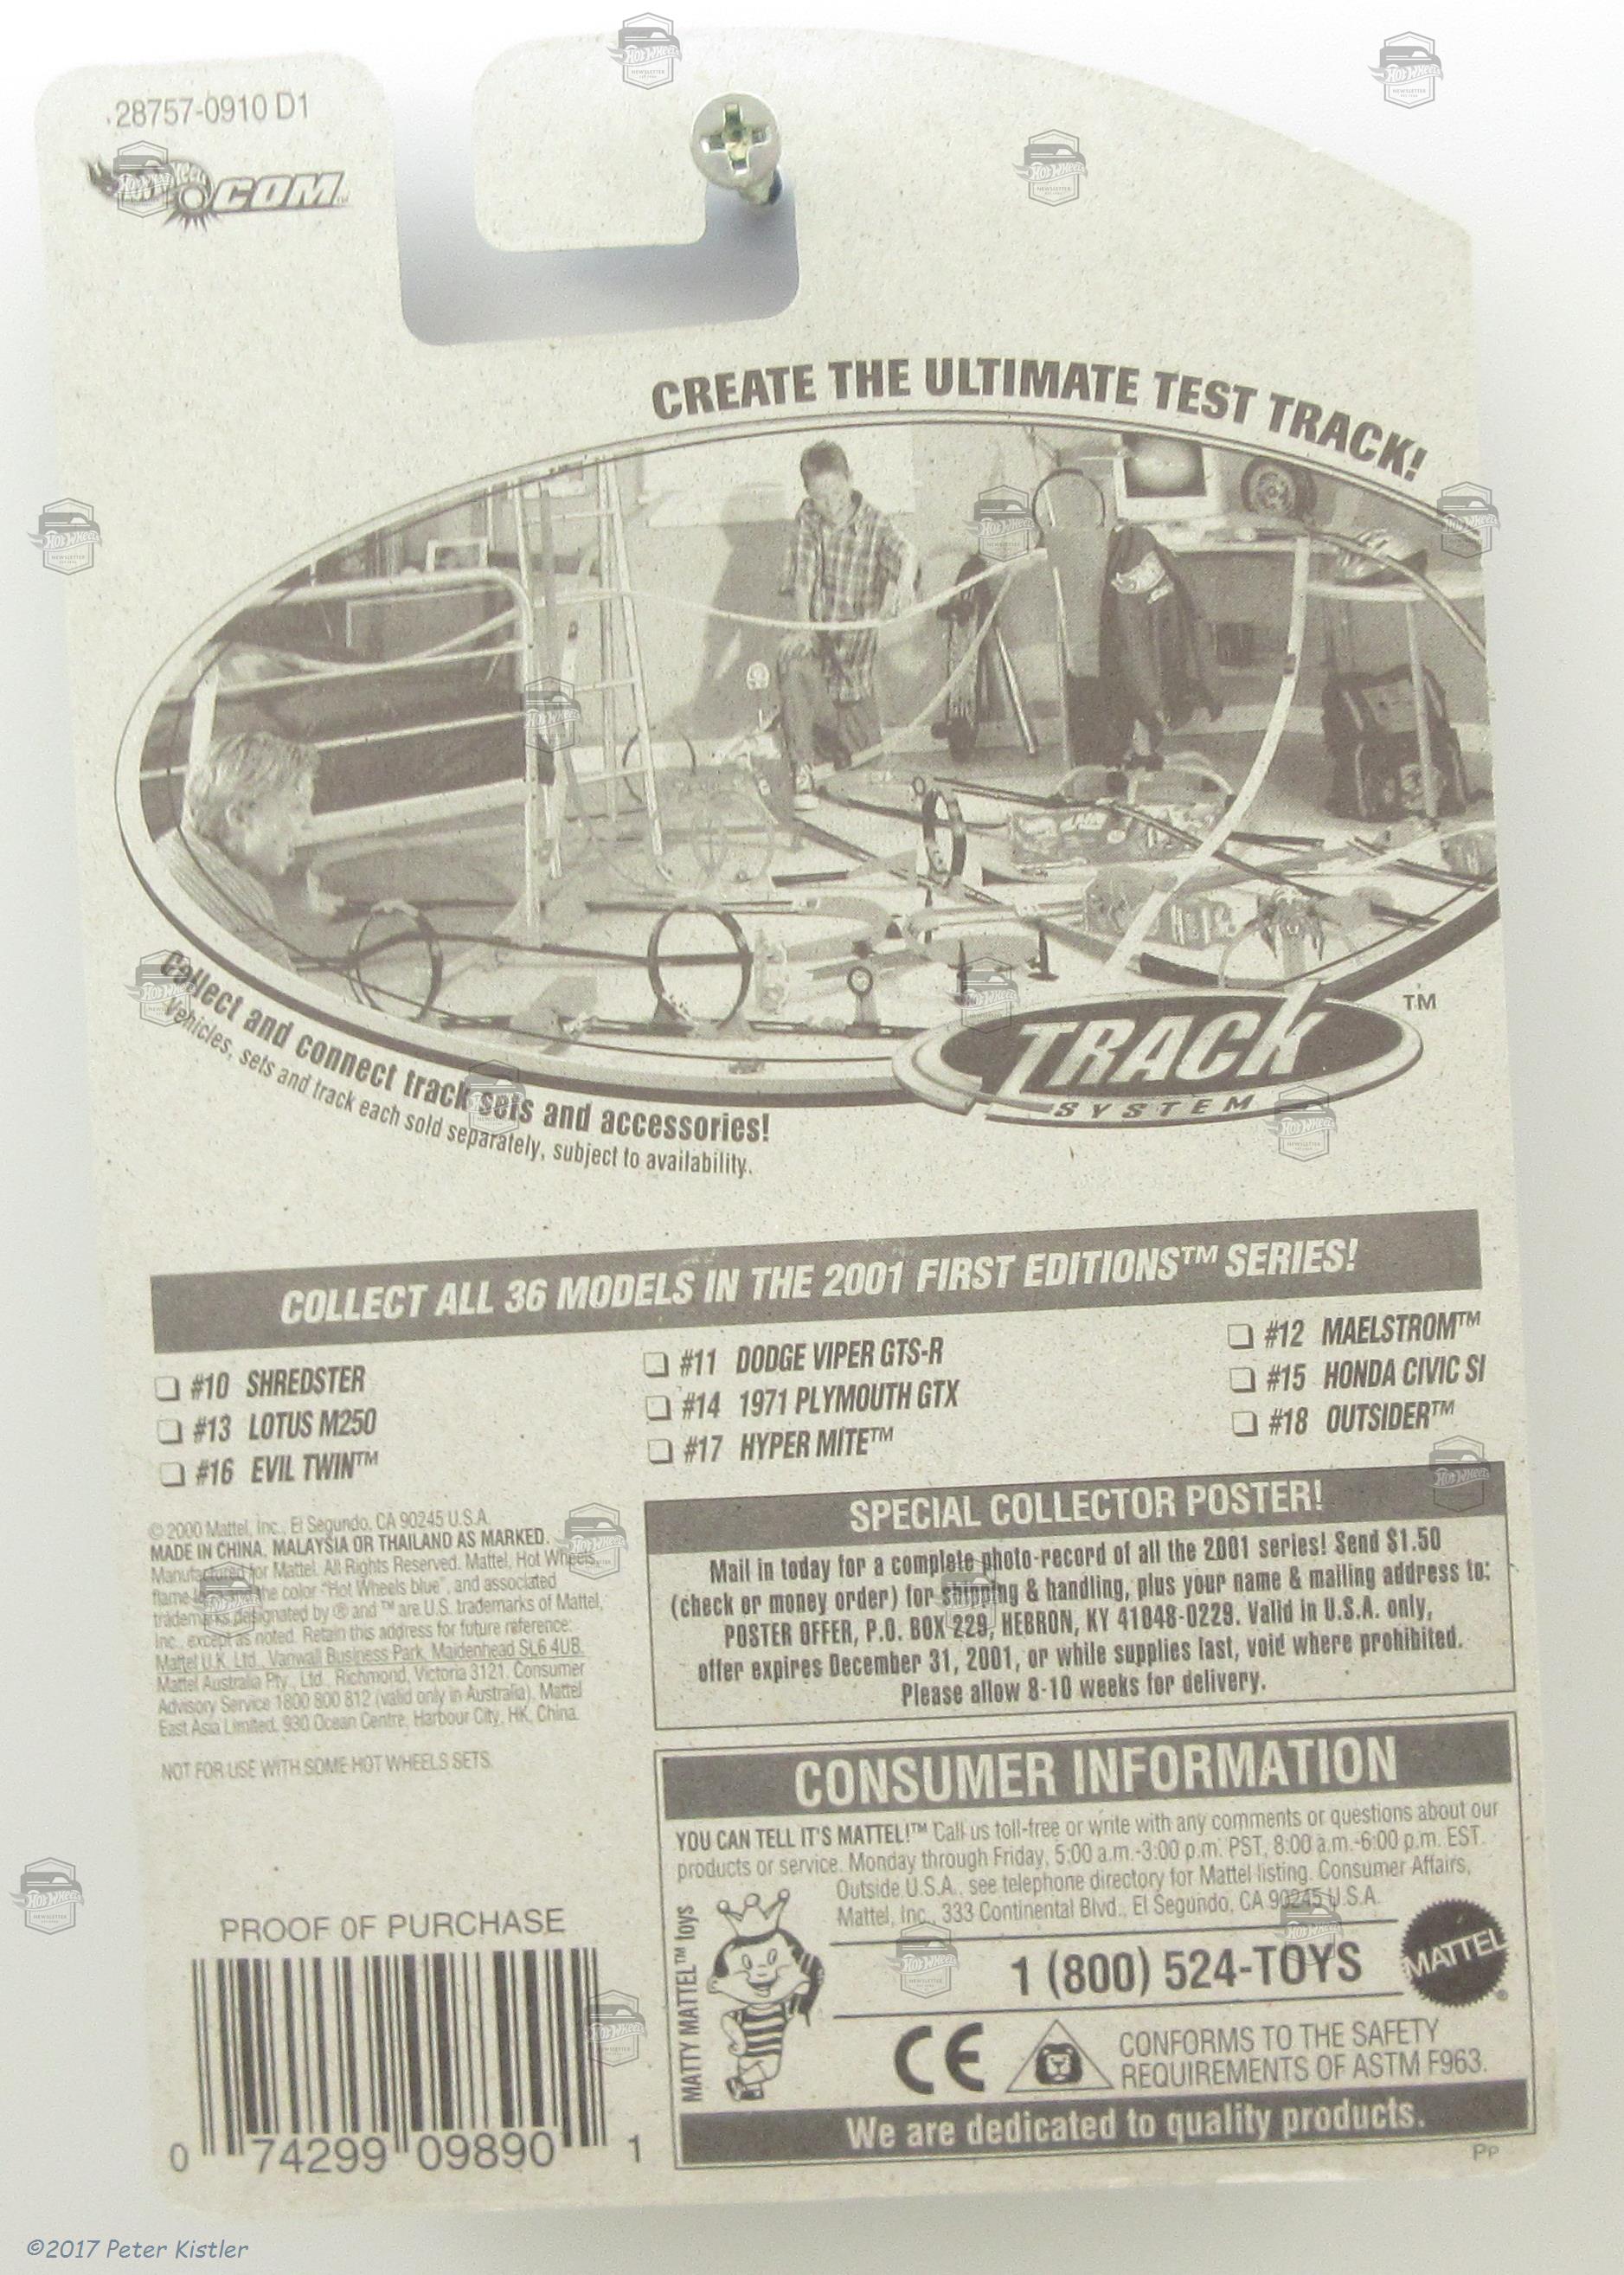 28757-0910 D1
Hot Wheels.COM™
CREATE THE ULTIMATE TEST TRACK!
Collect and connect track sets and accessories!
Vehicles, sets and track each sold separately, subject to availability.
TRACK™
SYSTEM
COLLECT ALL 36 MODELS IN THE 2001 FIRST EDITIONS™ SERIES!
#10 SHREDSTER
#11 DODGE VIPER GTS-R
#12 MAELSTROM™
#13 LOTUS M250
#14 1971 PLYMOUTH GTX
#15 HONDA CIVIC SI
#16 EVIL TWIN™
#17 HYPER MITE™
#18 OUTSIDER™
© 2000 Mattel, Inc., El Segundo, CA 90245 U.S.A.
MADE IN CHINA, MALAYSIA OR THAILAND AS MARKED.
Manufactured for Mattel. All Rights Reserved. Mattel, Hot Wheels,
flame the color "Hot Wheels blue", and associated
trademarks designated by ® and ™ are U.S. trademarks of Mattel,
Inc., except as noted. Retain this address for future reference:
Mattel U.K. Ltd., Vanwall Business Park, Maidenhead SL6 4UB.
Mattel Australia Pty., Ltd., Richmond, Victoria 3121. Consumer
Advisory Service 1800 800 812 (valid only in Australia). Mattel
East Asia Limited, 930 Ocean Centre, Harbour City, HK, China.
NOT FOR USE WITH SOME HOT WHEELS SETS.
SPECIAL COLLECTOR POSTER!
Mail in today for a complete photo-record of all the 2001 series! Send $1.50
(check or money order) for shipping & handling, plus your name & mailing address to:
POSTER OFFER, P.O. BOX 229, HEBRON, KY 41048-0229. Valid in U.S.A. only,
offer expires December 31, 2001, or while supplies last, void where prohibited.
Please allow 8-10 weeks for delivery.
CONSUMER INFORMATION
YOU CAN TELL IT'S MATTEL!™ Call us toll-free or write with any comments or questions about our
products or service. Monday through Friday, 5:00 a.m.-3:00 p.m. PST, 8:00 a.m.-6:00 p.m. EST.
Outside U.S.A., see telephone directory for Mattel listing. Consumer Affairs,
Mattel, Inc., 333 Continental Blvd., El Segundo, CA 90245 U.S.A.
MATTY MATTEL™ toys
1 (800) 524-TOYS
MATTEL®
CE
CONFORMS TO THE SAFETY
REQUIREMENTS OF ASTM F963.
We are dedicated to quality products.
PP
PROOF OF PURCHASE
0 74299 09890 1
©2017 Peter Kistler